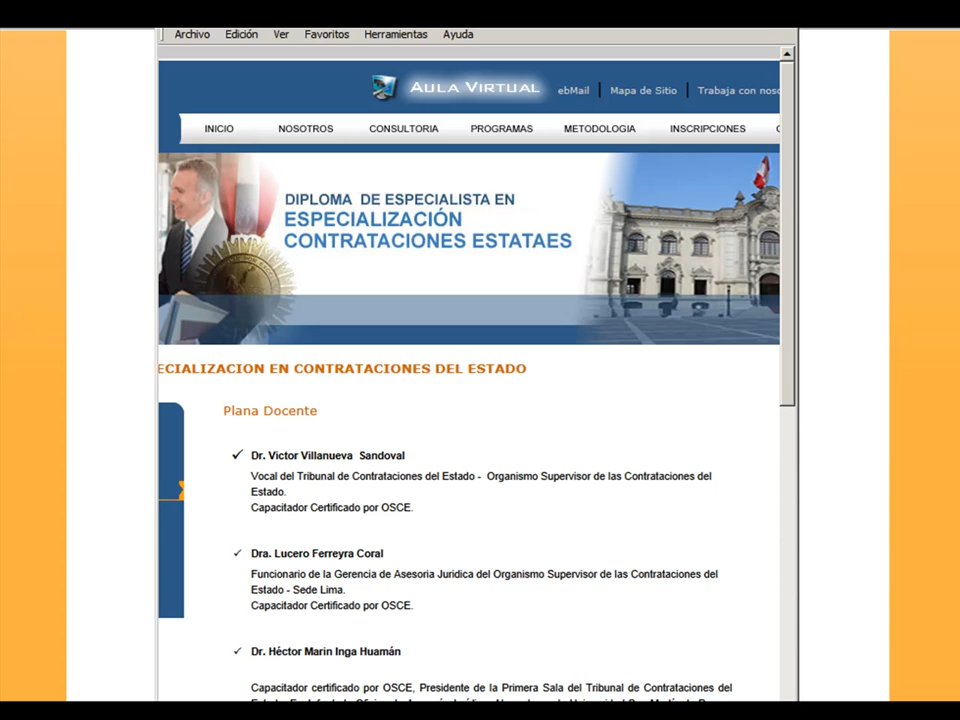 Archivo Edición Ver Favoritos Herramientas Ayuda
AULA VIRTUAL ebMail Mapa de Sitio Trabaja con
INICIO NOSOTROS CONSULTORIA PROGRAMAS METODOLOGIA INSCRIPCIONES
DIPLOMA DE ESPECIALISTA EN
ESPECIALIZACIÓN
CONTRATACIONES ESTATAES
ECIALIZACION EN CONTRATACIONES DEL ESTADO
Plana Docente
Dr. Victor Villanueva Sandoval
Vocal del Tribunal de Contrataciones del Estado - Organismo Supervisor de las Contrataciones del
Estado.
Capacitador Certificado por OSCE.
Dra. Lucero Ferreyra Coral
Funcionario de la Gerencia de Asesoria Juridica del Organismo Supervisor de las Contrataciones del
Estado - Sede Lima.
Capacitador Certificado por OSCE.
Dr. Héctor Marin Inga Huamán
Capacitador certificado por OSCE, Presidente de la Primera Sala del Tribunal de Contrataciones del